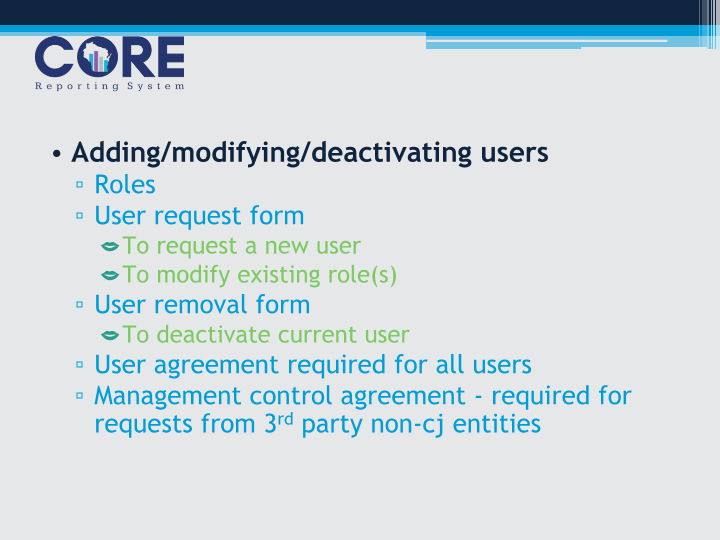 CORE
Reporting System
• Adding/modifying/deactivating users
▫ Roles
▫ User request form
To request a new user
To modify existing role(s)
▫ User removal form
To deactivate current user
▫ User agreement required for all users
▫ Management control agreement - required for
requests from 3rd party non-cj entities